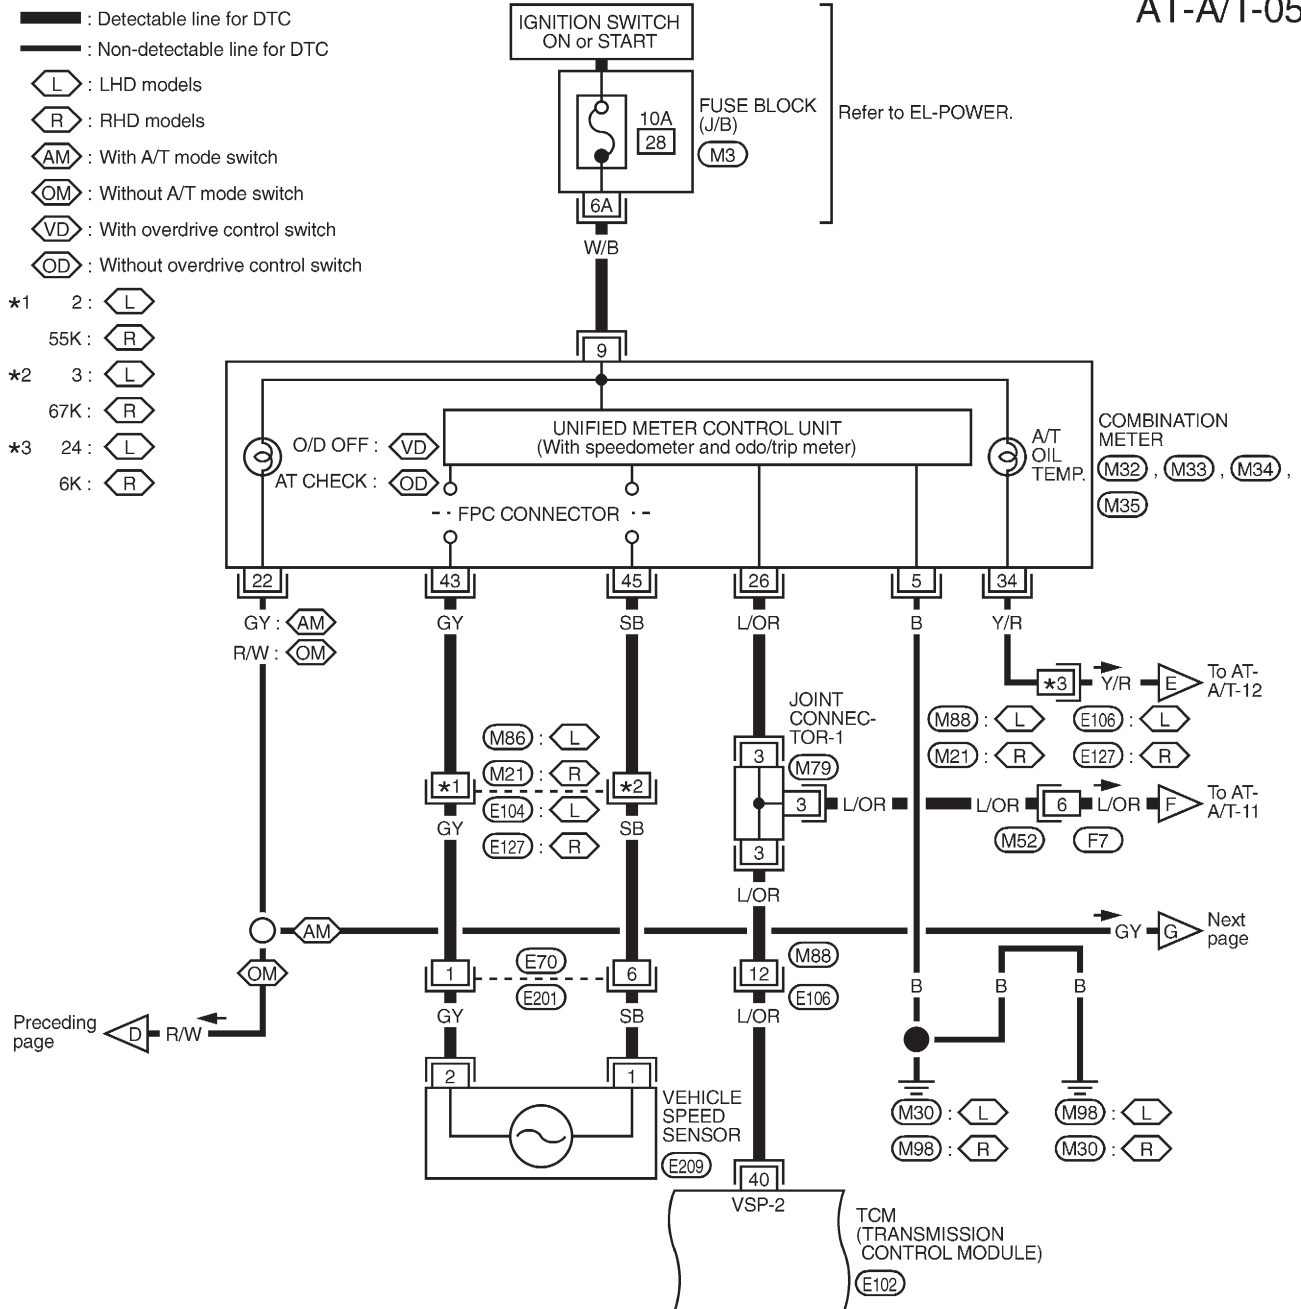 AT-A/T-05
: Detectable line for DTC
: Non-detectable line for DTC
L : LHD models
R : RHD models
AM : With A/T mode switch
OM : Without A/T mode switch
VD : With overdrive control switch
OD : Without overdrive control switch
*1 2 : L
55K : R
*2 3 : L
67K : R
*3 24 : L
6K : R
IGNITION SWITCH
ON or START
10A
28
FUSE BLOCK
(J/B)
M3
Refer to EL-POWER.
6A
W/B
9
UNIFIED METER CONTROL UNIT
(With speedometer and odo/trip meter)
O/D OFF : VD
AT CHECK : OD
FPC CONNECTOR
A/T
OIL
TEMP.
COMBINATION
METER
M32 , M33 , M34 ,
M35
22 43 45 26 5 34
GY : AM
R/W : OM
GY SB L/OR B Y/R
*3 Y/R E
To AT-
A/T-12
M88 : L E106 : L
M21 : R E127 : R
JOINT
CONNEC-
TOR-1
M79
3
3 L/OR L/OR 6 L/OR F
To AT-
A/T-11
M52 F7
3
L/OR
M86 : L
M21 : R
*1 *2
E104 : L
GY SB
E127 : R
AM GY G
Next
page
OM
1 E70 6
E201
GY SB
12 M88
E106
L/OR
B B B
Preceding
page
D R/W
2 1
VEHICLE
SPEED
SENSOR
E209
M30 : L M98 : L
M98 : R M30 : R
40
VSP-2
TCM
(TRANSMISSION
CONTROL MODULE)
E102